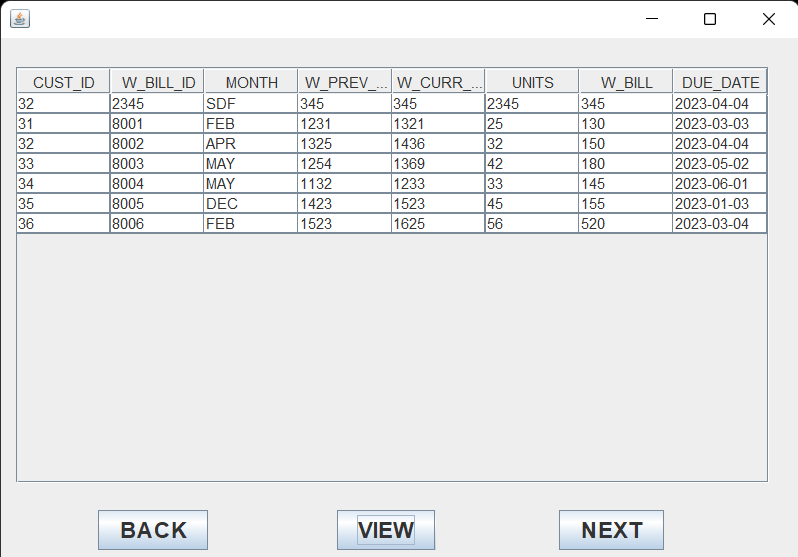 CUST_ID W_BILL_ID MONTH W_PREV_... W_CURR_... UNITS W_BILL DUE_DATE
32 2345 SDF 345 345 2345 345 2023-04-04
31 8001 FEB 1231 1321 25 130 2023-03-03
32 8002 APR 1325 1436 32 150 2023-04-04
33 8003 MAY 1254 1369 42 180 2023-05-02
34 8004 MAY 1132 1233 33 145 2023-06-01
35 8005 DEC 1423 1523 45 155 2023-01-03
36 8006 FEB 1523 1625 56 520 2023-03-04
BACK VIEW NEXT